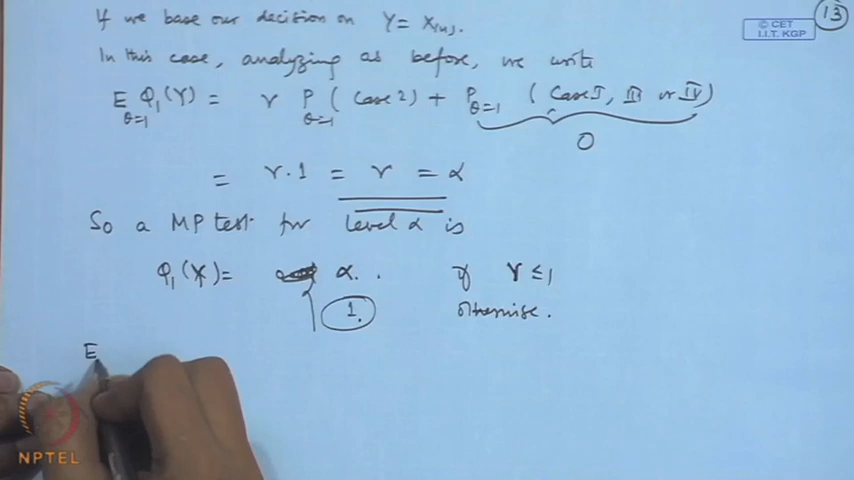 13
© CET
I.I.T. KGP
If we base our decision on Y = X(n).
In this case, analyzing as before, we write
E θ=1 φ1(Y) = γ P θ=1 (Case 2) + P θ=1 (Case I, III or IV)
0
= γ.1 = γ = α
So a MP test for level α is
φ1(Y) = α. if Y ≤ 1
1. otherwise.
E
NPTEL